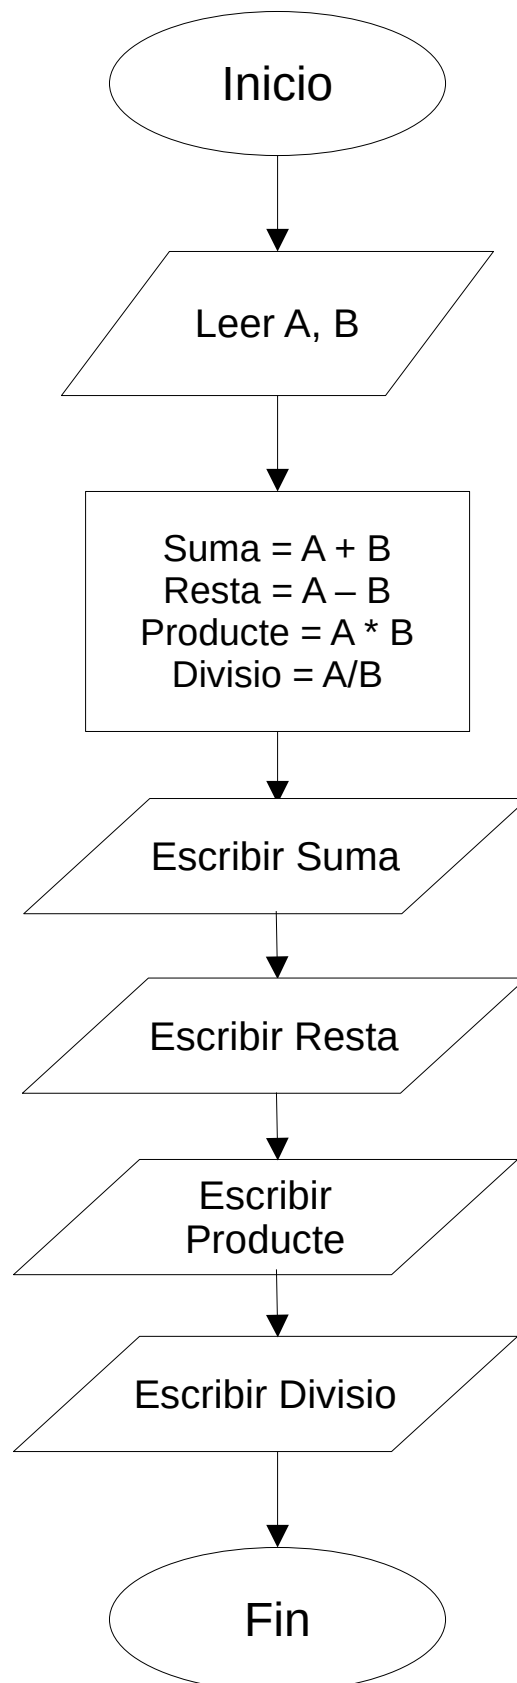 Inicio
Leer A, B
Suma = A + B
Resta = A – B
Producte = A * B
Divisio = A/B
Escribir Suma
Escribir Resta
Escribir
Producte
Escribir Divisio
Fin